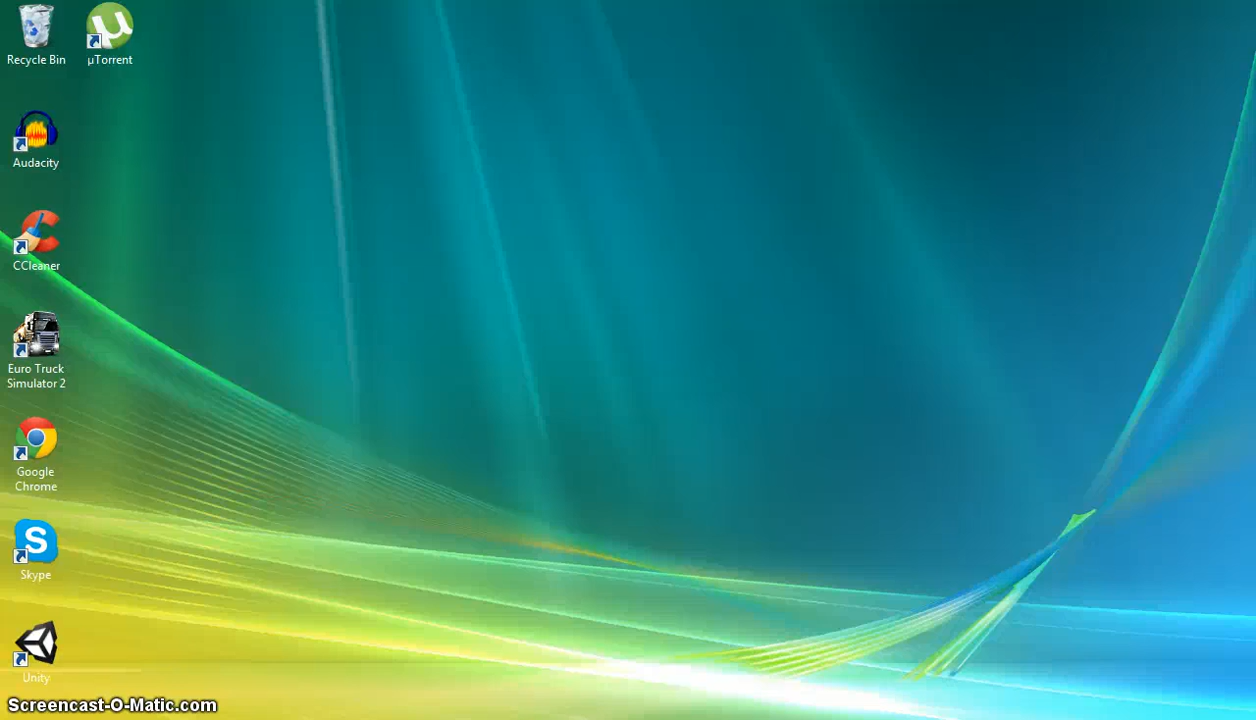 Recycle Bin
µTorrent
Audacity
CCleaner
Euro Truck
Simulator 2
Google
Chrome
S
Skype
Unity
Screencast-O-Matic.com